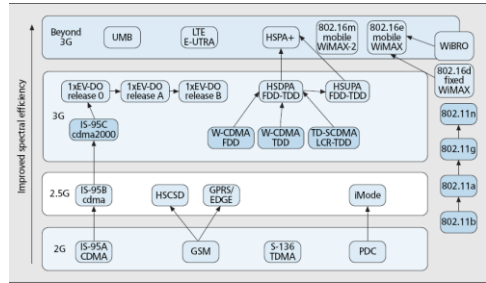 Improved spectral efficiency
Beyond
3G
UMB
LTE
E-UTRA
HSPA+
802.16m
mobile
WiMAX-2
802.16e
mobile
WiMAX
WiBRO
802.16d
fixed
WiMAX
3G
1xEV-DO
release 0
1xEV-DO
release A
1xEV-DO
release B
HSDPA
FDD-TDD
HSUPA
FDD-TDD
IS-95C
cdma2000
W-CDMA
FDD
W-CDMA
TDD
TD-SCDMA
LCR-TDD
802.11n
802.11g
802.11a
802.11b
2.5G
IS-95B
cdma
HSCSD
GPRS/
EDGE
iMode
2G
IS-95A
CDMA
GSM
S-136
TDMA
PDC